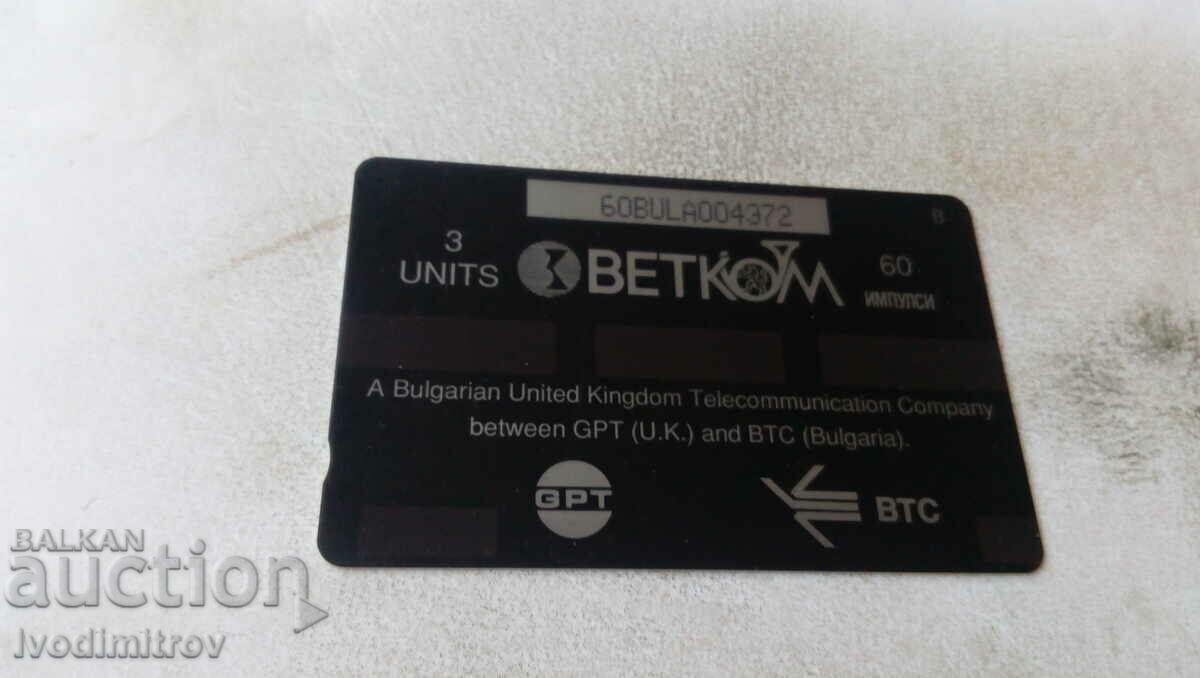 60BULA004372
B
3
UNITS
BETKOM
60
ИМПУЛСИ
A Bulgarian United Kingdom Telecommunication Company
between GPT (U.K.) and BTC (Bulgaria).
GPT
BTC
BALKAN
auction
Ivodimitrov